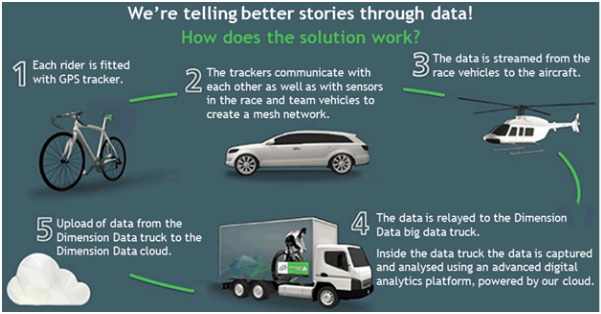 We're telling better stories through data!
How does the solution work?
1 Each rider is fitted
with GPS tracker.
2 The trackers communicate with
each other as well as with sensors
in the race and team vehicles to
create a mesh network.
3 The data is streamed from the
race vehicles to the aircraft.
4 The data is relayed to the Dimension
Data big data truck.
Inside the data truck the data is captured
and analysed using an advanced digital
analytics platform, powered by our cloud.
5 Upload of data from the
Dimension Data truck to the
Dimension Data cloud.